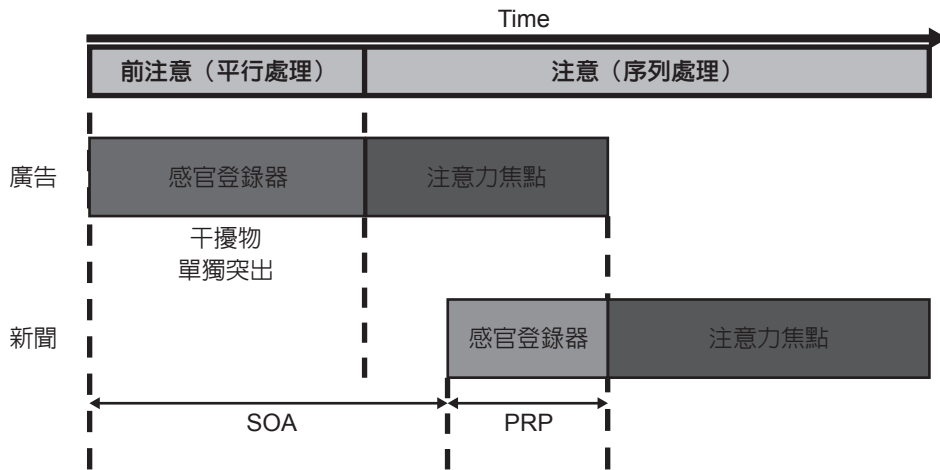 Time
前注意（平行處理）
注意（序列處理）
廣告
感官登錄器
注意力焦點
干擾物
單獨突出
新聞
感官登錄器
注意力焦點
SOA
PRP